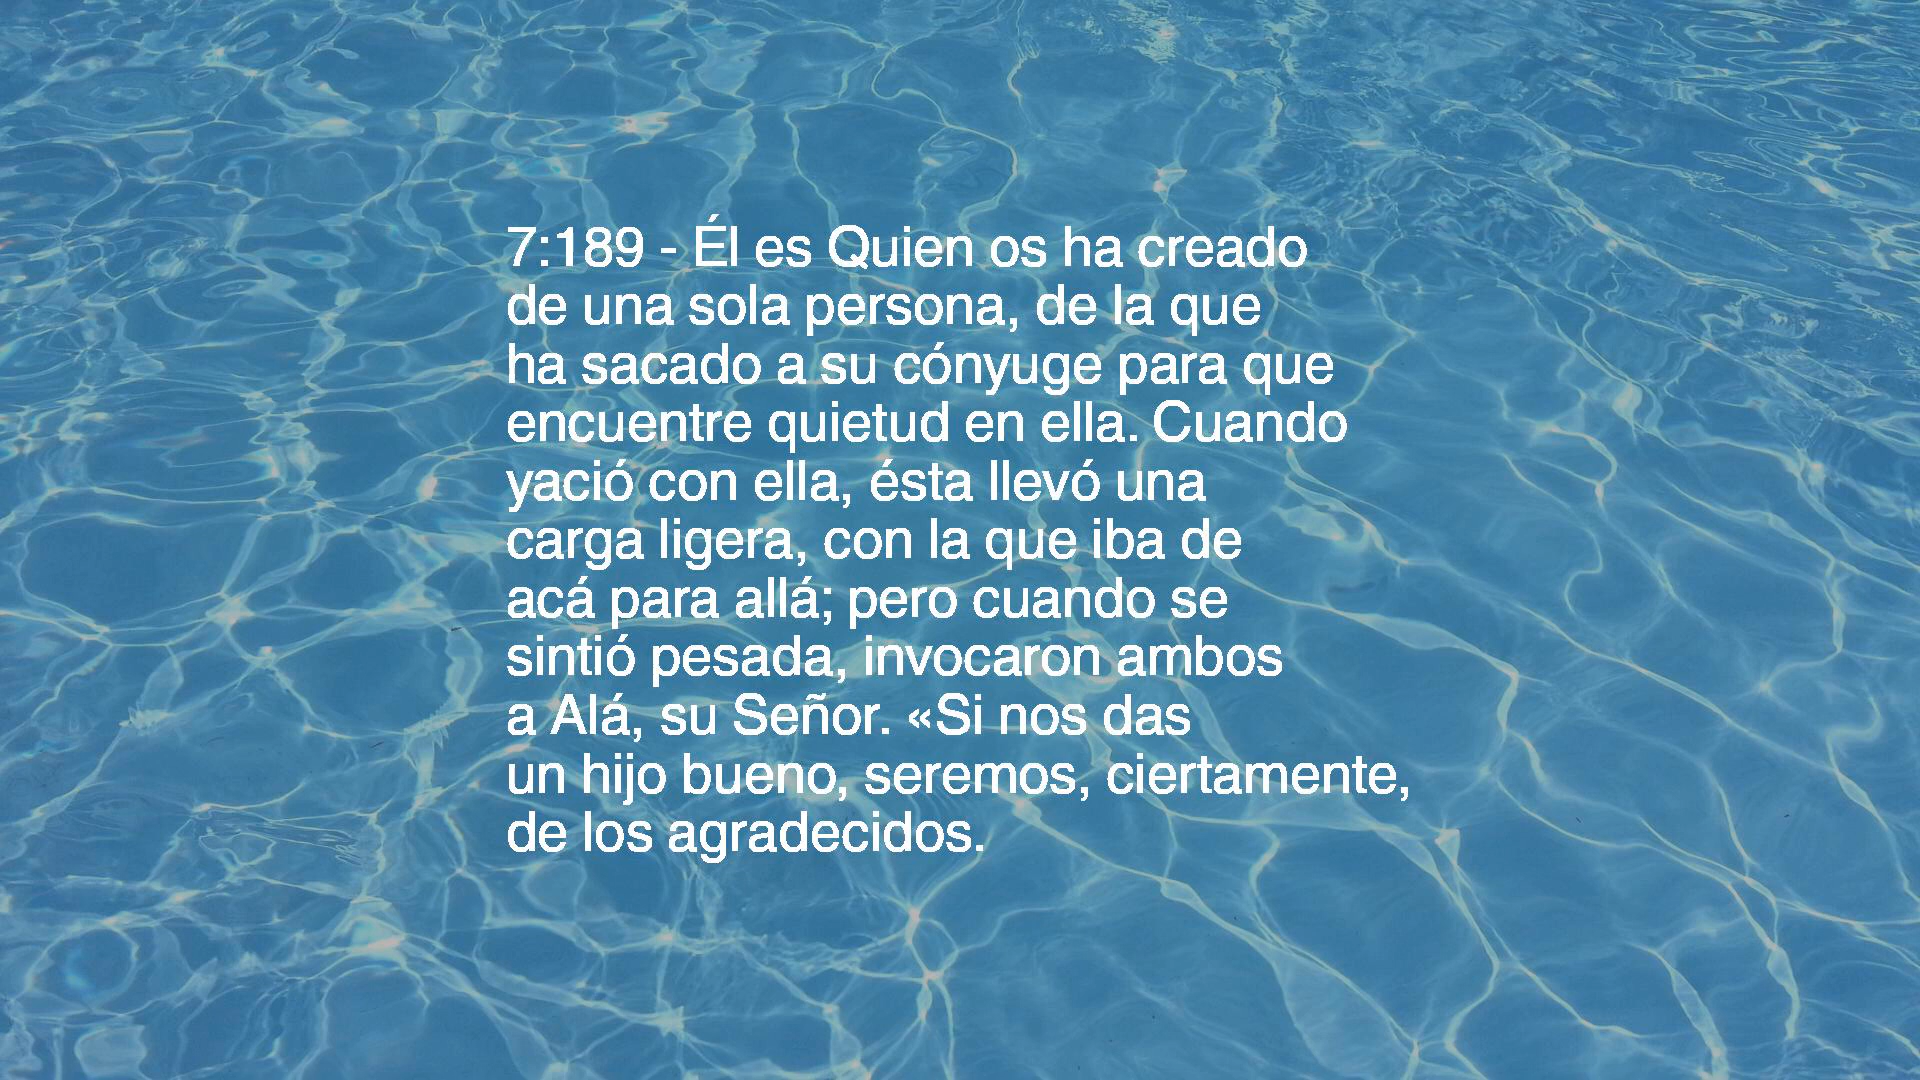 7:189 - Él es Quien os ha creado
de una sola persona, de la que
ha sacado a su cónyuge para que
encuentre quietud en ella. Cuando
yació con ella, ésta llevó una
carga ligera, con la que iba de
acá para allá; pero cuando se
sintió pesada, invocaron ambos
a Alá, su Señor. «Si nos das
un hijo bueno, seremos, ciertamente,
de los agradecidos.